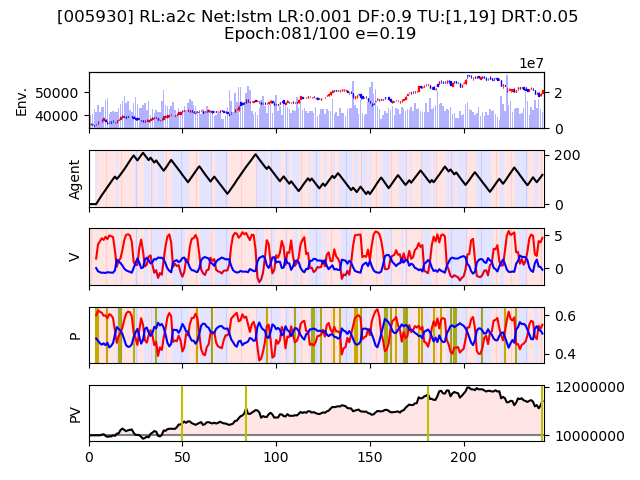 [005930] RL:a2c Net:lstm LR:0.001 DF:0.9 TU:[1,19] DRT:0.05
Epoch:081/100 e=0.19
1e7
Env.
50000
40000
2
0
Agent
200
0
V
5
0
P
0.6
0.4
PV
12000000
10000000
0 50 100 150 200